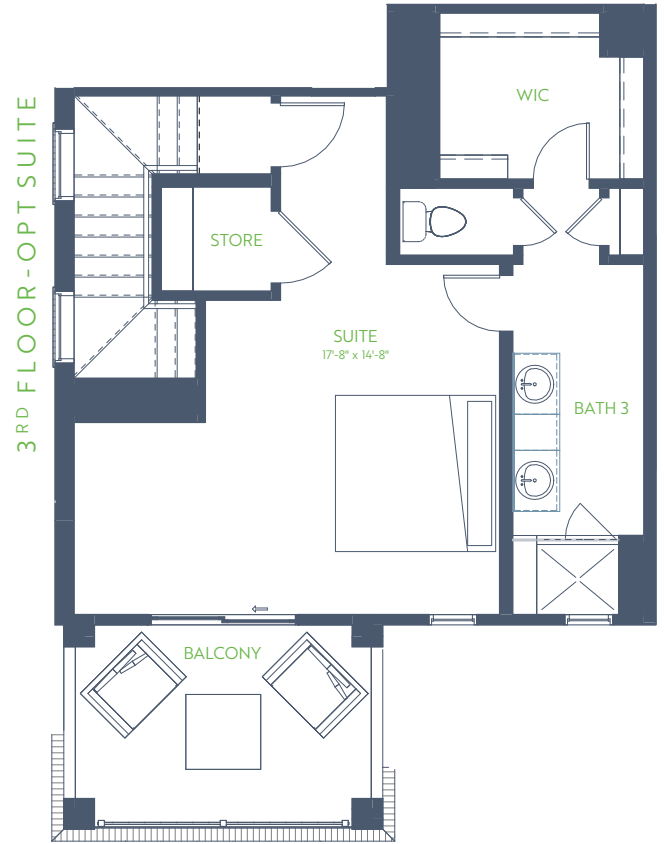 3RD FLOOR-OPT SUITE
WIC
STORE
SUITE
17'-8" x 14'-8"
BATH 3
BALCONY